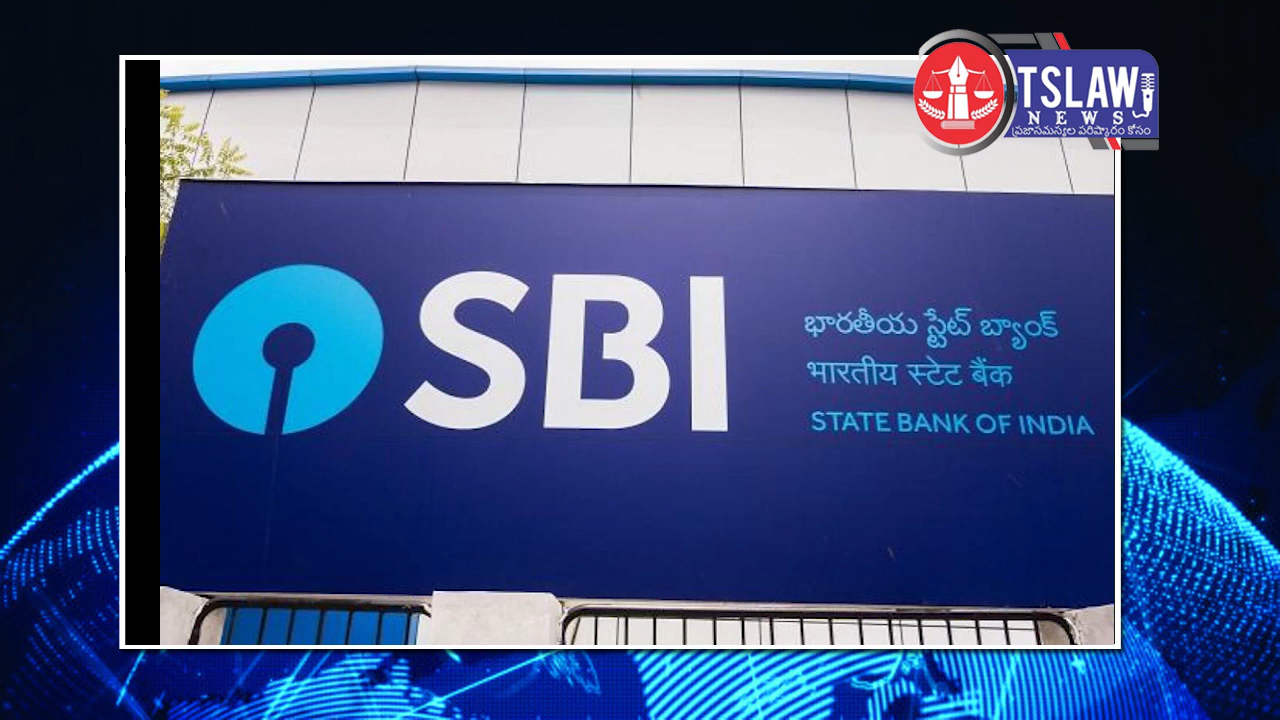 TSLAW
NEWS
ప్రజాసమస్యల పరిష్కారం కోసం
SBI
భారతీయ స్టేట్ బ్యాంక్
भारतीय स्टेट बैंक
STATE BANK OF INDIA